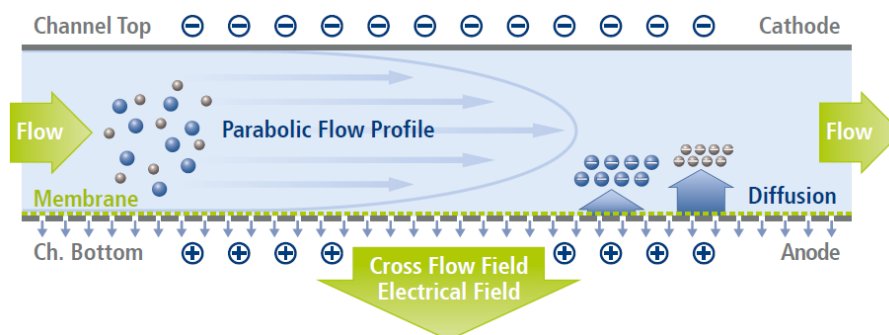 Channel Top
Cathode
Flow
Parabolic Flow Profile
Flow
Membrane
Diffusion
Ch. Bottom
Anode
Cross Flow Field
Electrical Field